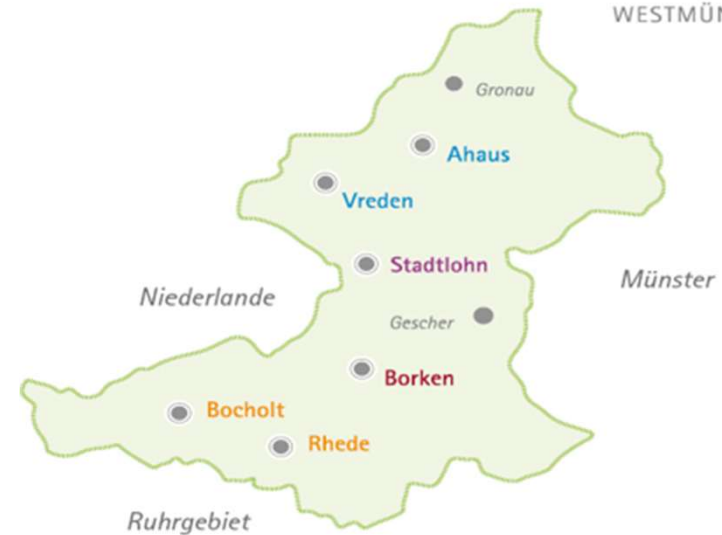 WESTMÜN
Gronau
Ahaus
Vreden
Stadtlohn
Münster
Niederlande
Gescher
Borken
Bocholt
Rhede
Ruhrgebiet